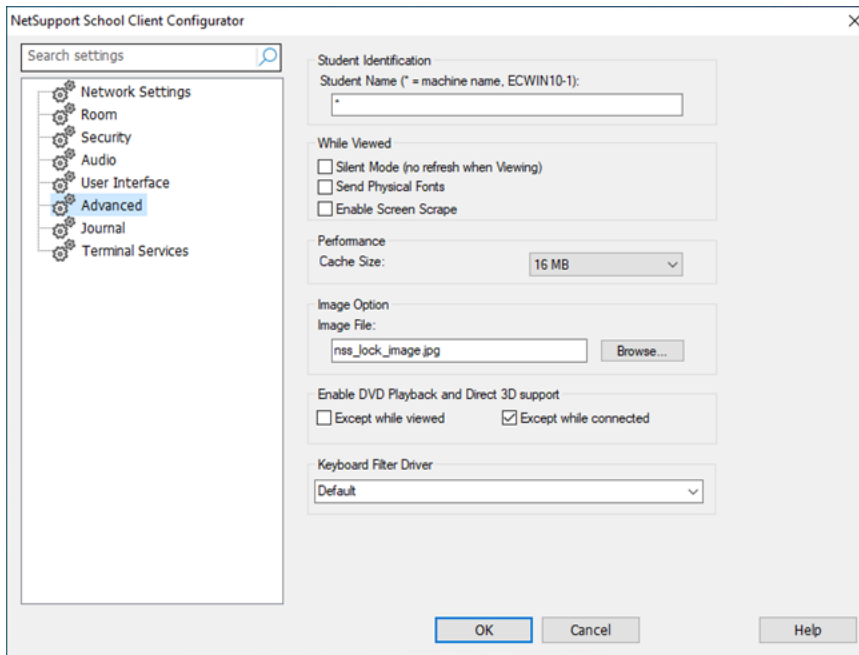 NetSupport School Client Configurator
Search settings
Network Settings
Room
Security
Audio
User Interface
Advanced
Journal
Terminal Services
Student Identification
Student Name (* = machine name, ECWIN10-1):
*
While Viewed
Silent Mode (no refresh when Viewing)
Send Physical Fonts
Enable Screen Scrape
Performance
Cache Size: 16 MB
Image Option
Image File:
nss_lock_image.jpg Browse...
Enable DVD Playback and Direct 3D support
Except while viewed Except while connected
Keyboard Filter Driver
Default
OK Cancel Help